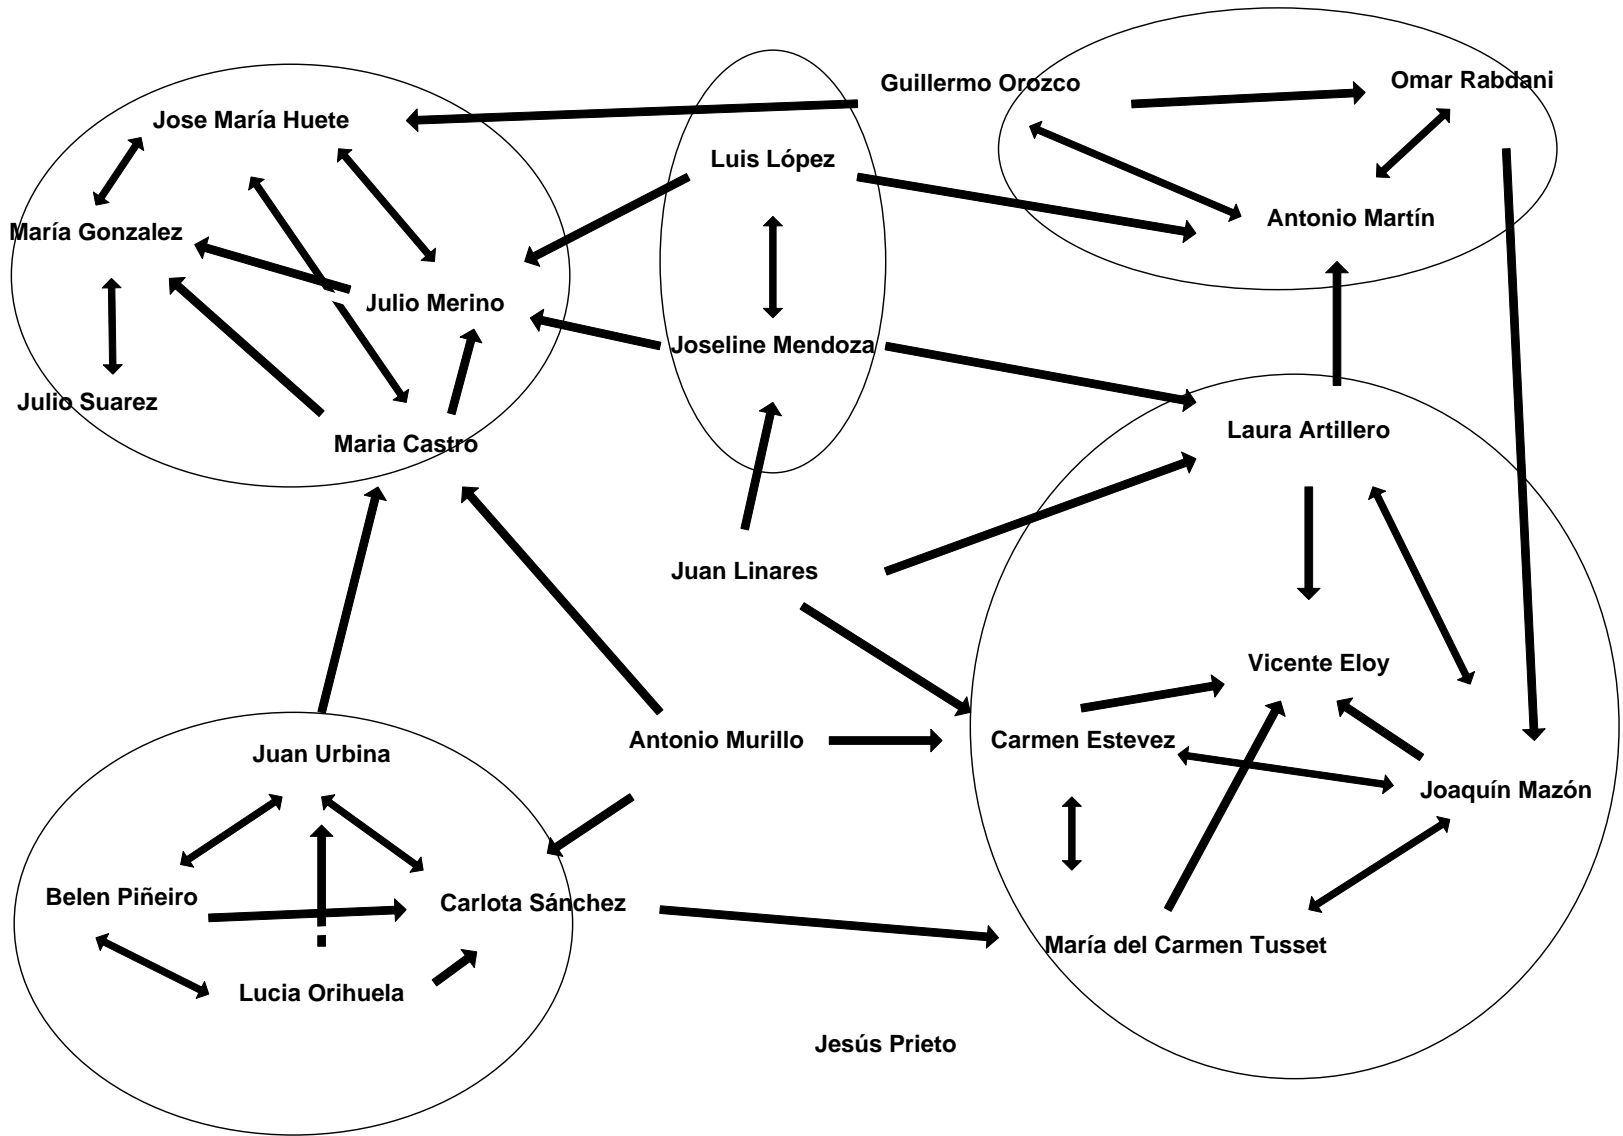 Guillermo Orozco
Omar Rabdani
Jose María Huete
Luis López
Antonio Martín
María Gonzalez
Julio Merino
Joseline Mendoza
Julio Suarez
Maria Castro
Laura Artillero
Juan Linares
Vicente Eloy
Antonio Murillo
Carmen Estevez
Juan Urbina
Joaquín Mazón
Belen Piñeiro
Carlota Sánchez
María del Carmen Tusset
Lucia Orihuela
Jesús Prieto